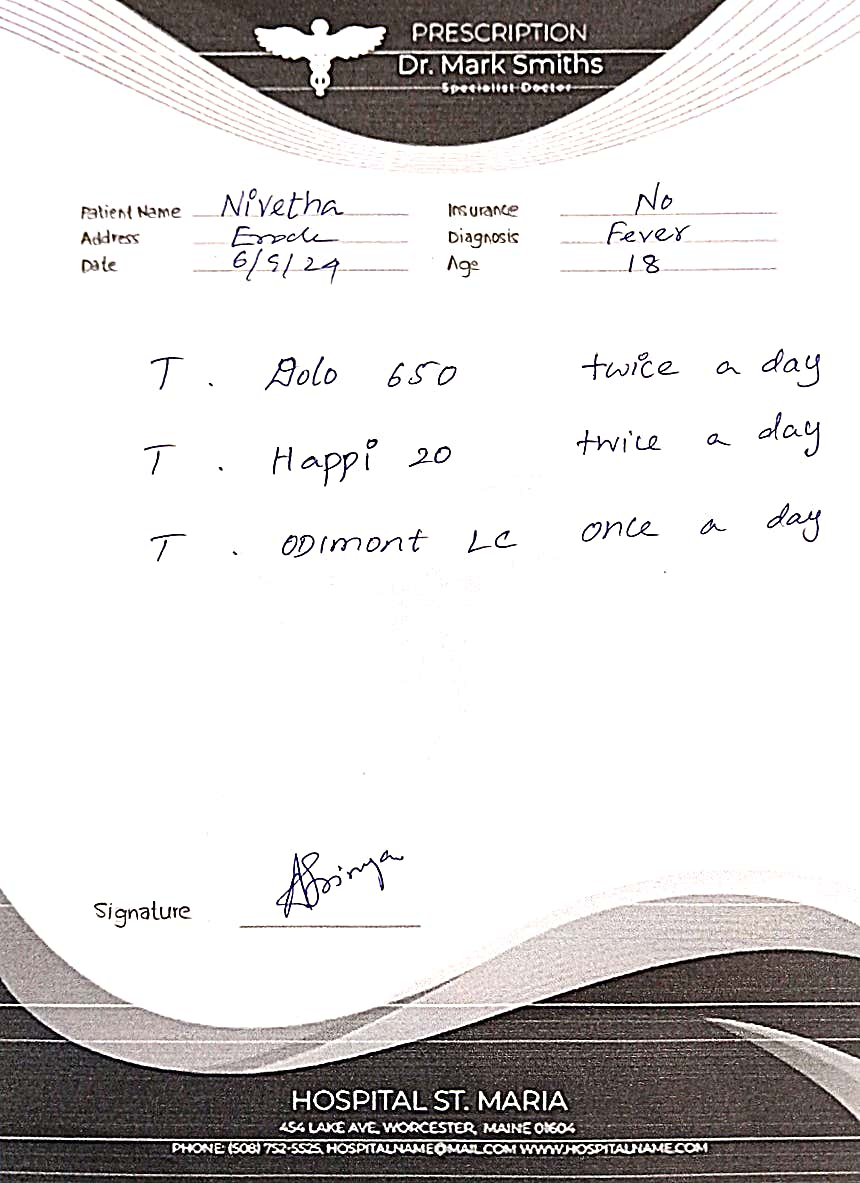 PRESCRIPTION
Dr. Mark Smiths
Specialist Doctor
Patient Name Nivetha Insurance No
Address Erode Diagnosis Fever
Date 6/9/24 Age 18
T. Dolo 650 twice a day
T. Happi 20 twice a day
T. ODImont LC once a day
Signature
HOSPITAL ST. MARIA
454 LAKE AVE, WORCESTER, MAINE 01604
PHONE: (508) 752-5525, HOSPITALNAME@MAIL.COM WWW.HOSPITALNAME.COM